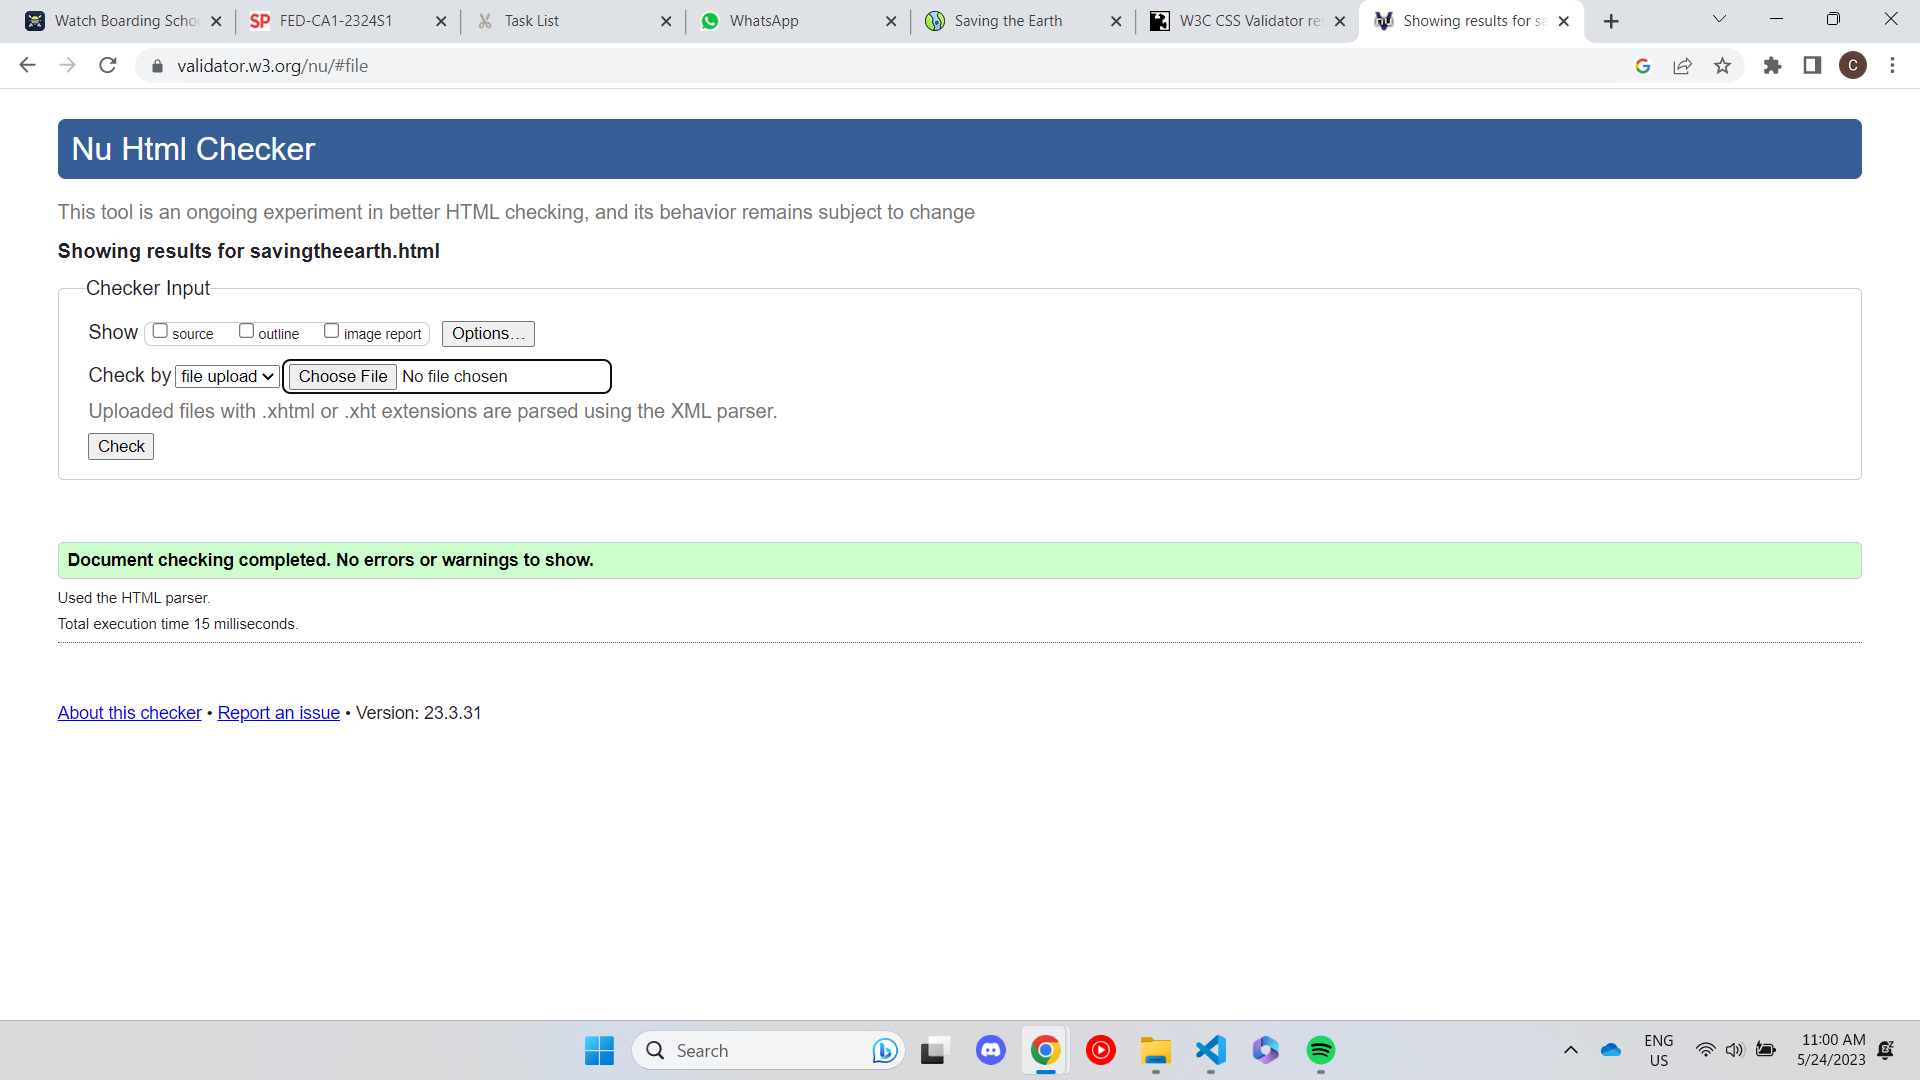 Watch Boarding Scho
FED-CA1-2324S1
Task List
WhatsApp
Saving the Earth
W3C CSS Validator re
Showing results for sa
validator.w3.org/nu/#file
C
Nu Html Checker
This tool is an ongoing experiment in better HTML checking, and its behavior remains subject to change
Showing results for savingtheearth.html
Checker Input
Show source outline image report Options...
Check by file upload Choose File No file chosen
Uploaded files with .xhtml or .xht extensions are parsed using the XML parser.
Check
Document checking completed. No errors or warnings to show.
Used the HTML parser.
Total execution time 15 milliseconds.
About this checker • Report an issue • Version: 23.3.31
Search
ENG
US
11:00 AM
5/24/2023